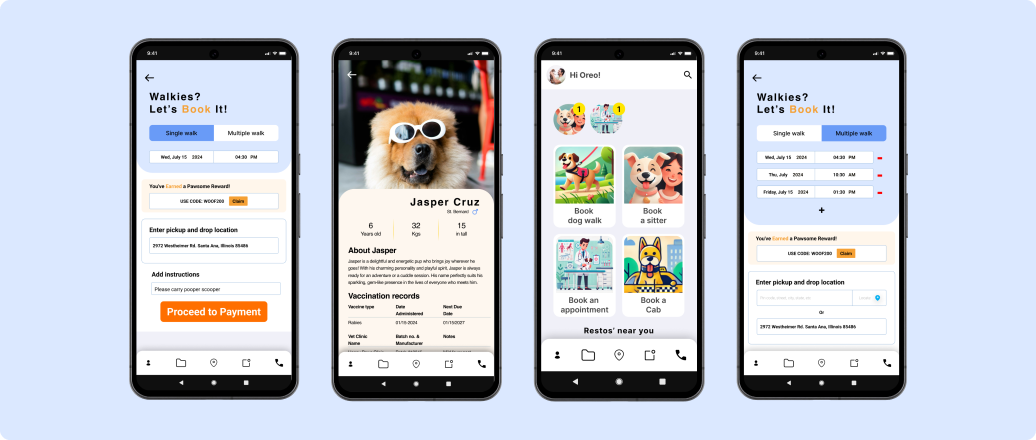 9:41
Walkies?
Let's Book It!
Single walk
Multiple walk
Wed, July 15 2024
04:30 PM
You've Earned a Pawsome Reward!
USE CODE: WOOF200
Claim
Enter pickup and drop location
2972 Westheimer Rd. Santa Ana, Illinois 85486
Add instructions
Please carry pooper scooper
Proceed to Payment
9:41
Jasper Cruz
St. Bernard
6
Years old
32
Kgs
15
in tall
About Jasper
Jasper is a delightful and energetic pup who brings joy wherever he
goes! With his charming personality and playful spirit, Jasper is always
ready for an adventure or a cuddle session. His name perfectly suits his
sparkling, gem-like presence in the lives of everyone who meets him.
Vaccination records
Vaccine type
Date
Administered
Next Due
Date
Rabies
01/15-2024
01/15/2027
Vet Clinic
Name
Batch no. &
Manufacturer
Notes
9:41
Hi Oreo!
1
1
Book
dog walk
Book
a sitter
Book an
appointment
Book a
Cab
Restos' near you
9:41
Walkies?
Let's Book It!
Single walk
Multiple walk
Wed, July 15 2024
04:30 PM
Thu, July 2024
10:30 AM
Friday, July15 2024
01:30 PM
+
You've Earned a Pawsome Reward!
USE CODE: WOOF200
Claim
Enter pickup and drop location
Or
2972 Westheimer Rd. Santa Ana, Illinois 85486